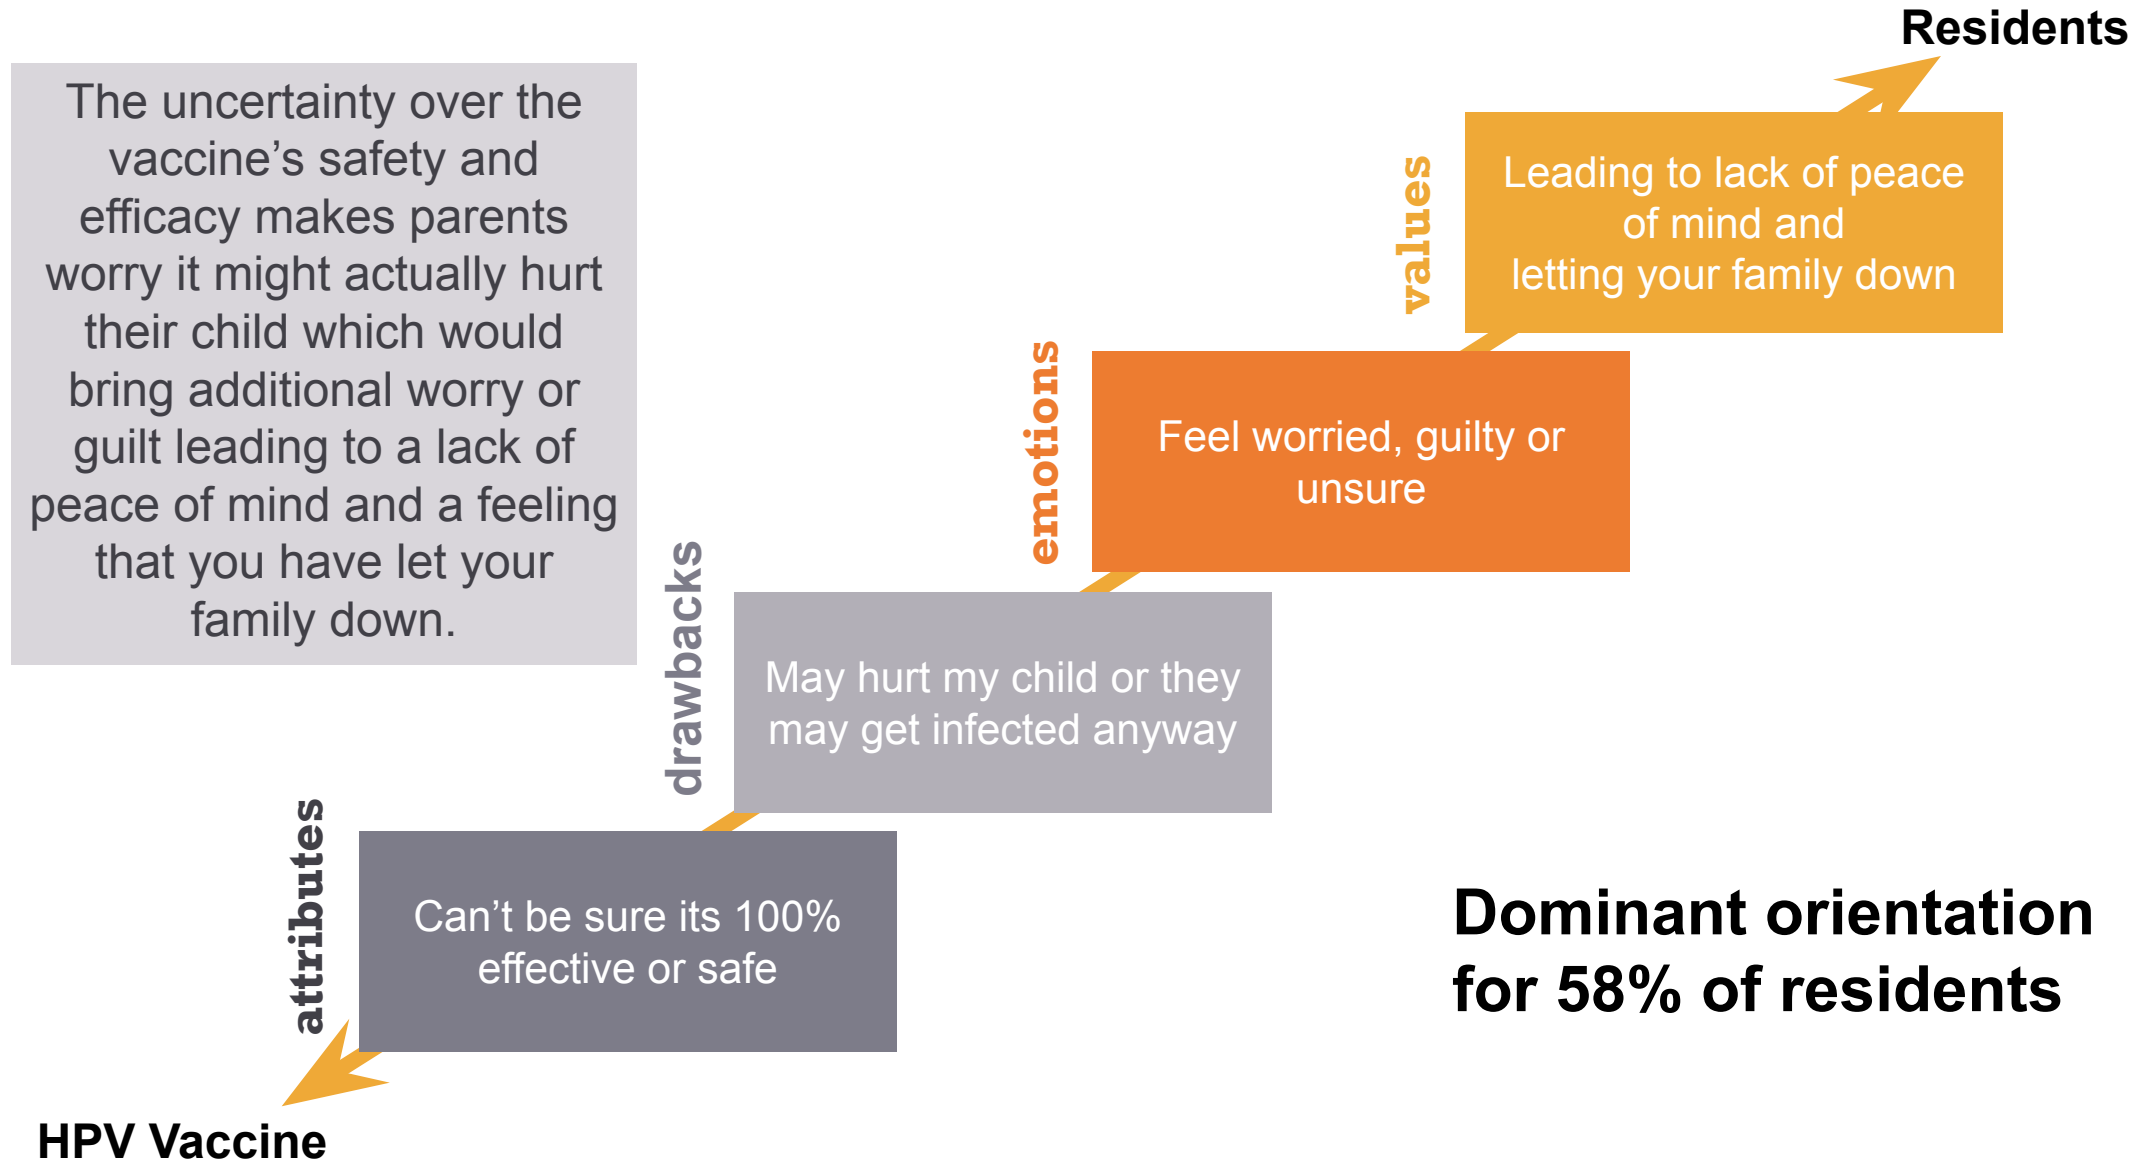 Residents
The uncertainty over the
vaccine’s safety and
efficacy makes parents
worry it might actually hurt
their child which would
bring additional worry or
guilt leading to a lack of
peace of mind and a feeling
that you have let your
family down.
values
Leading to lack of peace
of mind and
letting your family down
emotions
Feel worried, guilty or
unsure
drawbacks
May hurt my child or they
may get infected anyway
attributes
Can’t be sure its 100%
effective or safe
Dominant orientation
for 58% of residents
HPV Vaccine